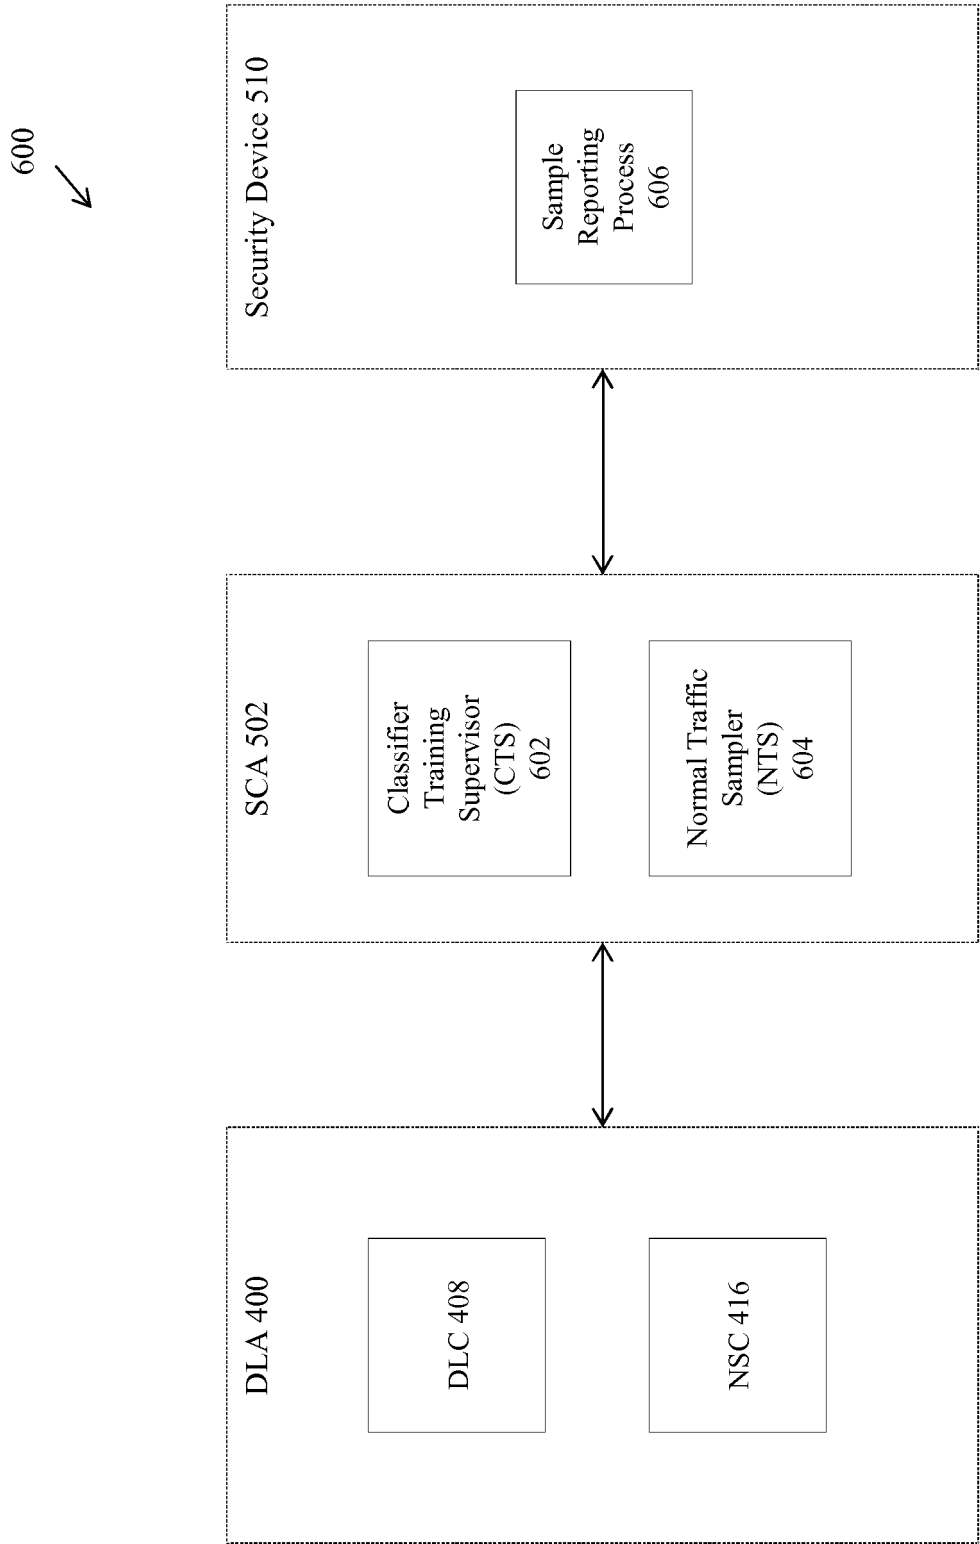 600
DLA 400
DLC 408
NSC 416
SCA 502
Classifier
Training
Supervisor
(CTS)
602
Normal Traffic
Sampler
(NTS)
604
Security Device 510
Sample
Reporting
Process
606